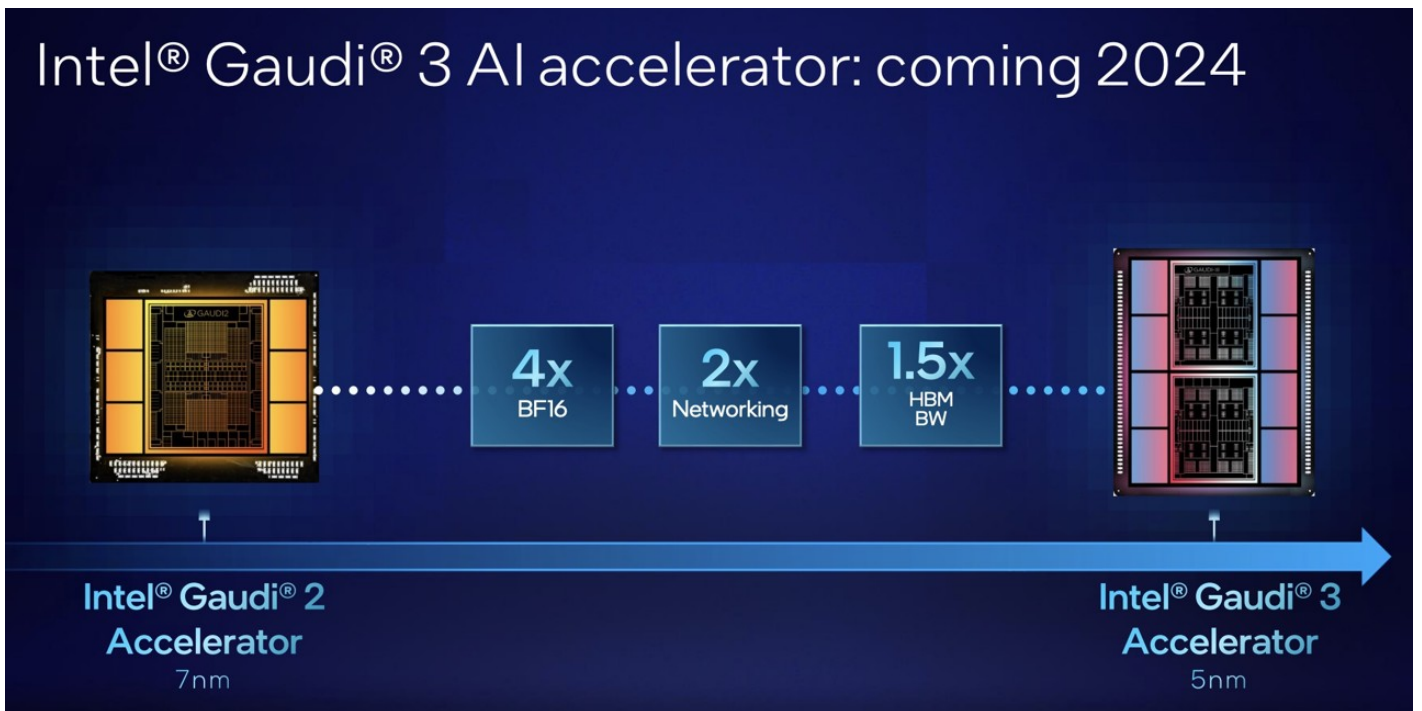 Intel® Gaudi® 3 AI accelerator: coming 2024
GAUDI2
4x
BF16
2x
Networking
1.5x
HBM
BW
Intel® Gaudi® 2
Accelerator
7nm
Intel® Gaudi® 3
Accelerator
5nm